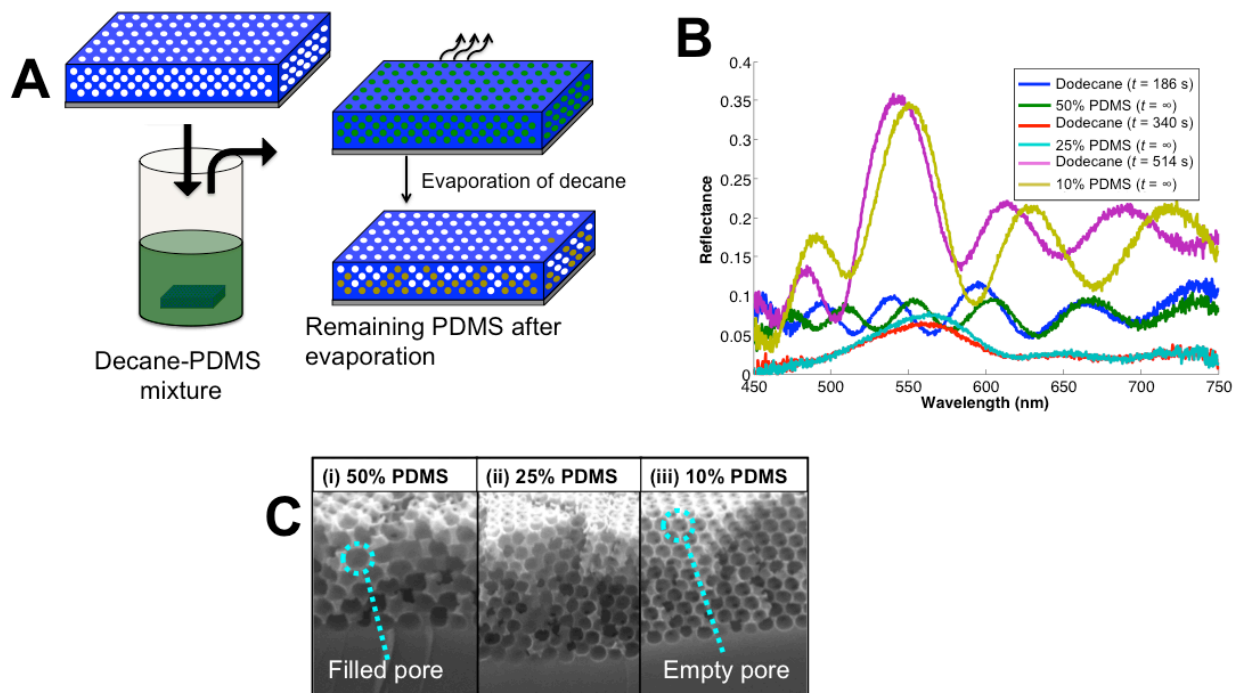 A
Decane-PDMS
mixture
Evaporation of decane
Remaining PDMS after
evaporation
B
0.4
0.35
0.3
0.25
0.2
0.15
0.1
0.05
0
Reflectance
Dodecane (t = 186 s)
50% PDMS (t = ∞)
Dodecane (t = 340 s)
25% PDMS (t = ∞)
Dodecane (t = 514 s)
10% PDMS (t = ∞)
450 500 550 600 650 700 750
Wavelength (nm)
C
(i) 50% PDMS (ii) 25% PDMS (iii) 10% PDMS
Filled pore Empty pore